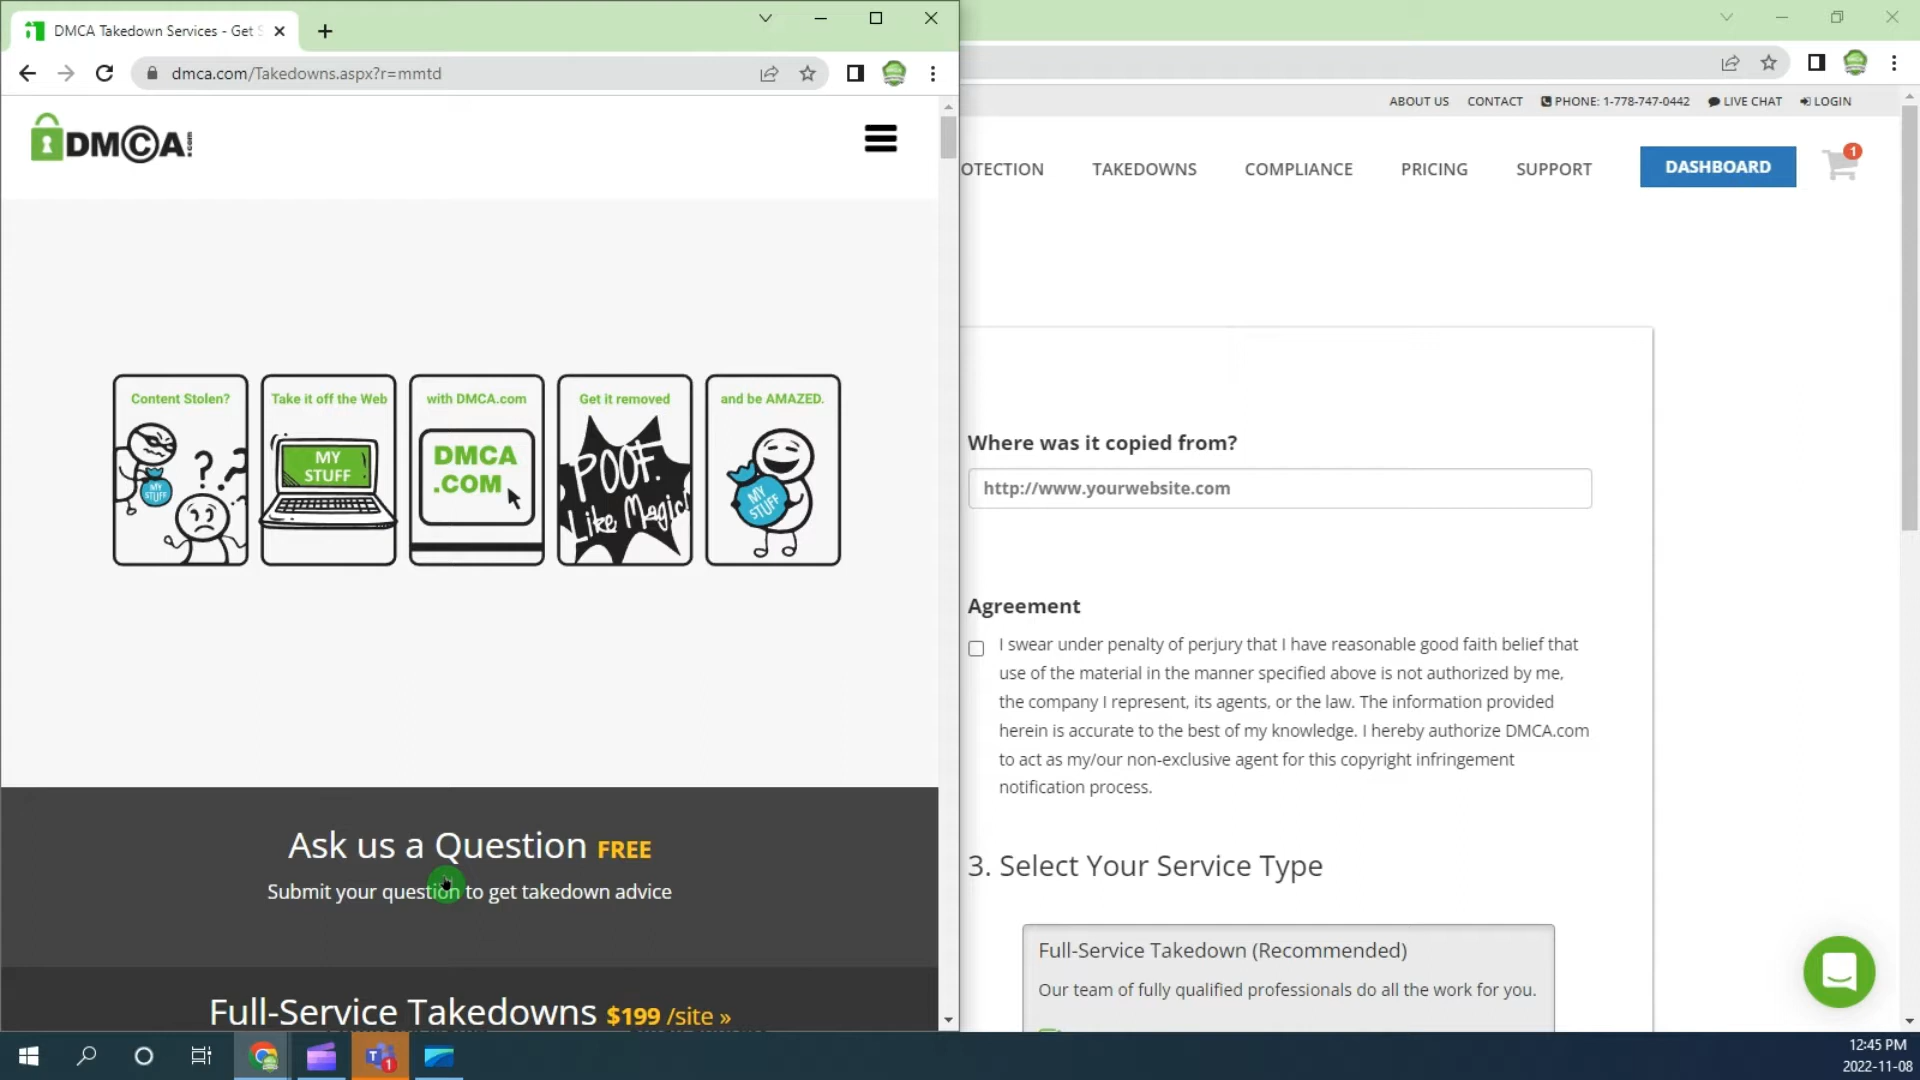 DMCA Takedown Services - Get S
dmca.com/Takedowns.aspx?r=mmtd
DMCA.com
Content Stolen?
MY STUFF
? ?
Take it off the Web
MY
STUFF
with DMCA.com
DMCA
.COM
Get it removed
POOF!
Like Magic!
and be AMAZED.
MY STUFF
Ask us a Question FREE
Submit your question to get takedown advice
Full-Service Takedowns $199 /site »
ABOUT US CONTACT PHONE: 1-778-747-0442 LIVE CHAT LOGIN
OTECTION TAKEDOWNS COMPLIANCE PRICING SUPPORT DASHBOARD 1
Where was it copied from?
http://www.yourwebsite.com
Agreement
I swear under penalty of perjury that I have reasonable good faith belief that
use of the material in the manner specified above is not authorized by me,
the company I represent, its agents, or the law. The information provided
herein is accurate to the best of my knowledge. I hereby authorize DMCA.com
to act as my/our non-exclusive agent for this copyright infringement
notification process.
3. Select Your Service Type
Full-Service Takedown (Recommended)
Our team of fully qualified professionals do all the work for you.
T 1
12:45 PM
2022-11-08